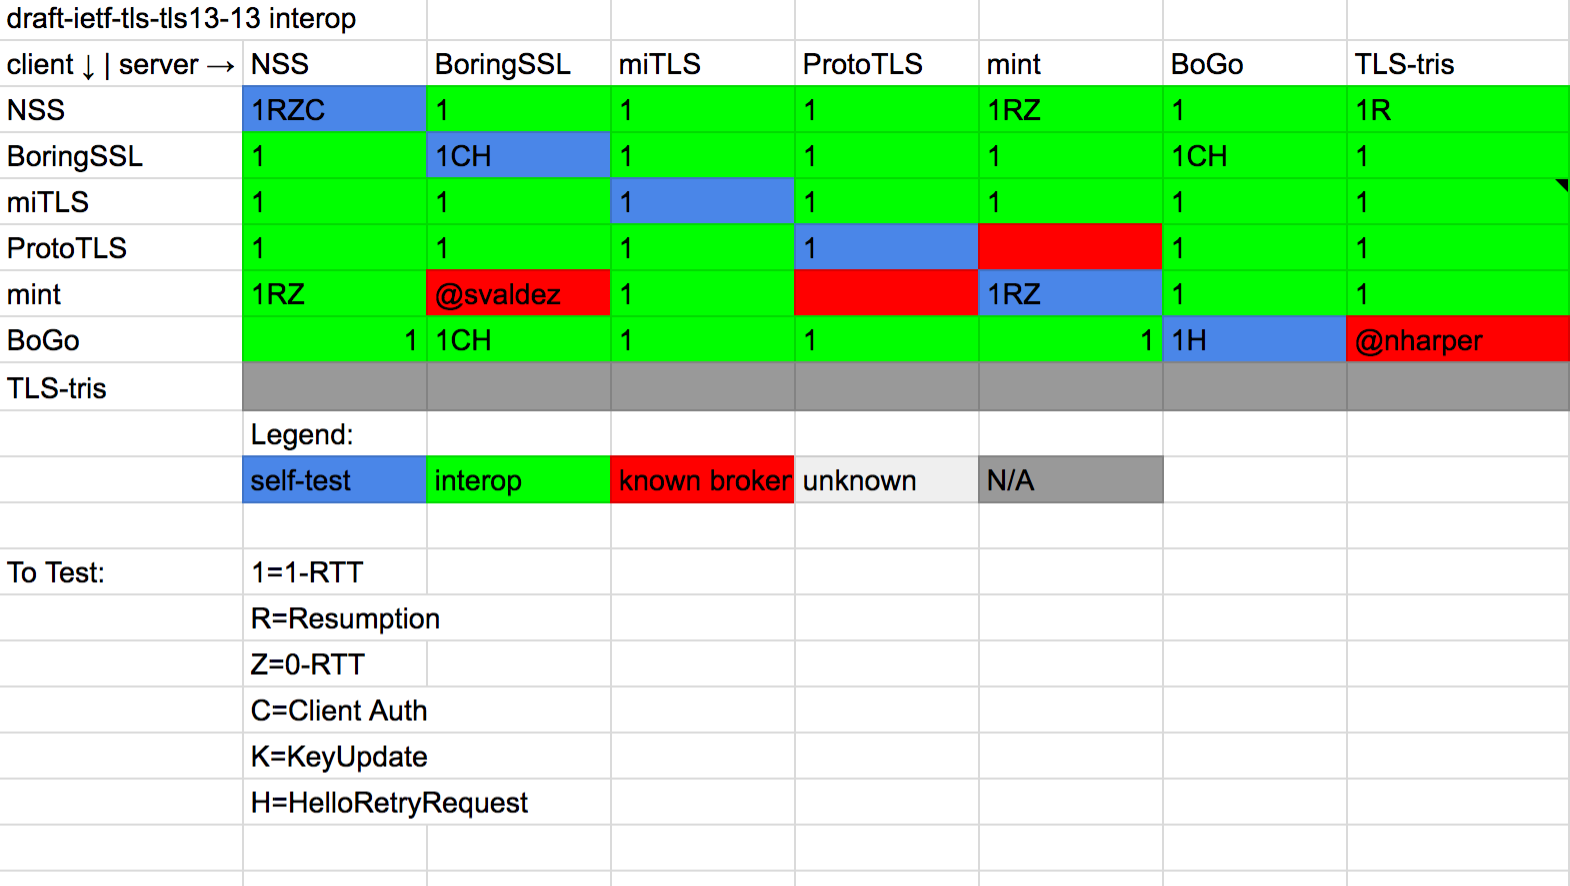 draft-ietf-tls-tls13-13 interop
client ↓ | server → NSS BoringSSL miTLS ProtoTLS mint BoGo TLS-tris
NSS 1RZC 1 1 1 1RZ 1 1R
BoringSSL 1 1CH 1 1 1 1CH 1
miTLS 1 1 1 1 1 1 1
ProtoTLS 1 1 1 1 1 1
mint 1RZ @svaldez 1 1RZ 1 1
BoGo 1 1CH 1 1 1 1H @nharper
TLS-tris
Legend:
self-test interop known broken unknown N/A
To Test: 1=1-RTT
R=Resumption
Z=0-RTT
C=Client Auth
K=KeyUpdate
H=HelloRetryRequest